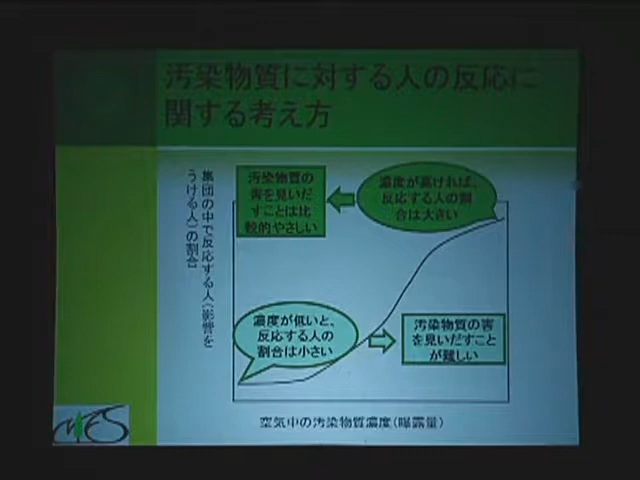 汚染物質に対する人の反応に
関する考え方
集団の中で反応する人（影響を
うける人）の割合
汚染物質の
害を見いだ
すことは比
較的やさしい
濃度が高ければ、
反応する人の割
合は大きい
濃度が低いと、
反応する人の
割合は小さい
汚染物質の害
を見いだすこと
が難しい
空気中の汚染物質濃度（曝露量）